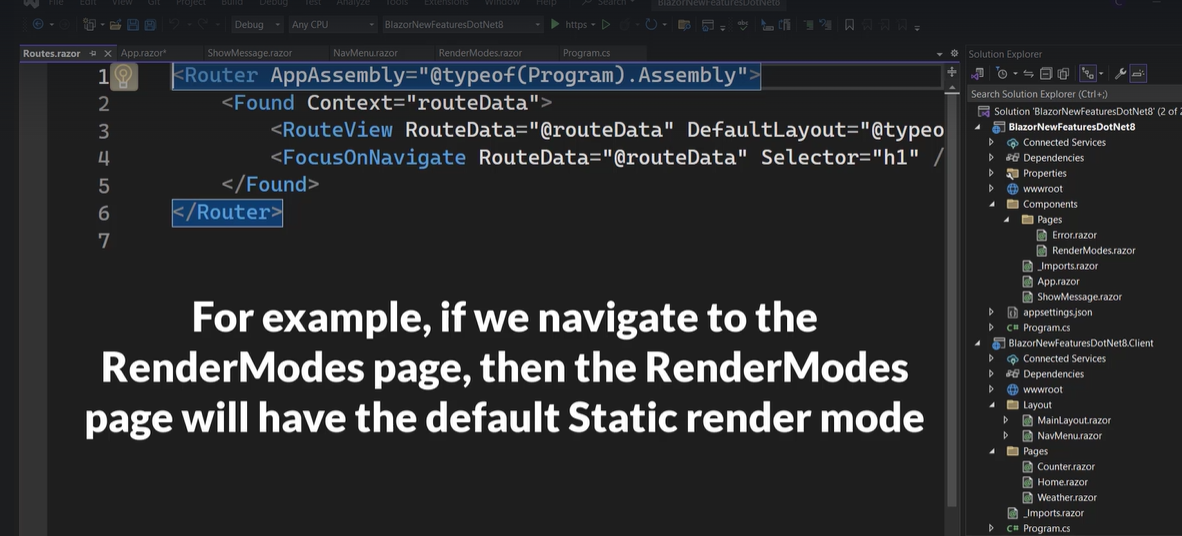 File Edit View Git Project Build Debug Test Analyze Tools Extensions Window Help Search BlazorNewFeaturesDotNet8
Debug Any CPU BlazorNewFeaturesDotNet8 https
Routes.razor App.razor* ShowMessage.razor NavMenu.razor RenderModes.razor Program.cs
1 <Router AppAssembly="@typeof(Program).Assembly">
2 <Found Context="routeData">
3 <RouteView RouteData="@routeData" DefaultLayout="@typeo
4 <FocusOnNavigate RouteData="@routeData" Selector="h1" /
5 </Found>
6 </Router>
7
For example, if we navigate to the
RenderModes page, then the RenderModes
page will have the default Static render mode
Solution Explorer
Search Solution Explorer (Ctrl+;)
Solution 'BlazorNewFeaturesDotNet8' (2 of 2
BlazorNewFeaturesDotNet8
Connected Services
Dependencies
Properties
wwwroot
Components
Pages
Error.razor
RenderModes.razor
_Imports.razor
App.razor
ShowMessage.razor
appsettings.json
C# Program.cs
BlazorNewFeaturesDotNet8.Client
Connected Services
Dependencies
wwwroot
Layout
MainLayout.razor
NavMenu.razor
Pages
Counter.razor
Home.razor
Weather.razor
_Imports.razor
C# Program.cs